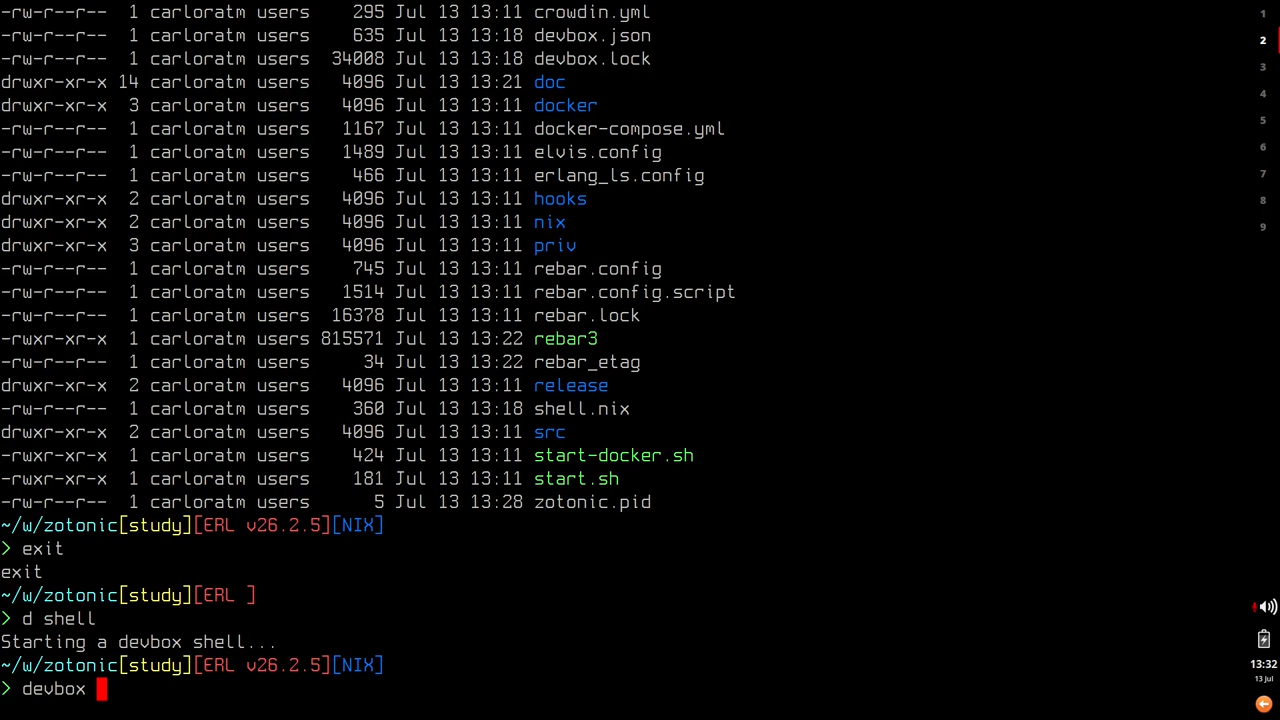 -rw-r--r-- 1 carloratm users 295 Jul 13 13:11 crowdin.yml
-rw-r--r-- 1 carloratm users 635 Jul 13 13:18 devbox.json
-rw-r--r-- 1 carloratm users 34008 Jul 13 13:18 devbox.lock
drwxr-xr-x 14 carloratm users 4096 Jul 13 13:21 doc
drwxr-xr-x 3 carloratm users 4096 Jul 13 13:11 docker
-rw-r--r-- 1 carloratm users 1167 Jul 13 13:11 docker-compose.yml
-rw-r--r-- 1 carloratm users 1489 Jul 13 13:11 elvis.config
-rw-r--r-- 1 carloratm users 466 Jul 13 13:11 erlang_ls.config
drwxr-xr-x 2 carloratm users 4096 Jul 13 13:11 hooks
drwxr-xr-x 2 carloratm users 4096 Jul 13 13:11 nix
drwxr-xr-x 3 carloratm users 4096 Jul 13 13:11 priv
-rw-r--r-- 1 carloratm users 745 Jul 13 13:11 rebar.config
-rw-r--r-- 1 carloratm users 1514 Jul 13 13:11 rebar.config.script
-rw-r--r-- 1 carloratm users 16378 Jul 13 13:11 rebar.lock
-rwxr-xr-x 1 carloratm users 815571 Jul 13 13:22 rebar3
-rw-r--r-- 1 carloratm users 34 Jul 13 13:22 rebar_etag
drwxr-xr-x 2 carloratm users 4096 Jul 13 13:11 release
-rw-r--r-- 1 carloratm users 360 Jul 13 13:18 shell.nix
drwxr-xr-x 2 carloratm users 4096 Jul 13 13:11 src
-rwxr-xr-x 1 carloratm users 424 Jul 13 13:11 start-docker.sh
-rwxr-xr-x 1 carloratm users 181 Jul 13 13:11 start.sh
-rw-r--r-- 1 carloratm users 5 Jul 13 13:28 zotonic.pid
~/w/zotonic[study][ERL v26.2.5][NIX]
> exit
exit
~/w/zotonic[study][ERL ]
> d shell
Starting a devbox shell...
~/w/zotonic[study][ERL v26.2.5][NIX]
> devbox
1
2
3
4
5
6
7
8
9
13:32
13 Jul